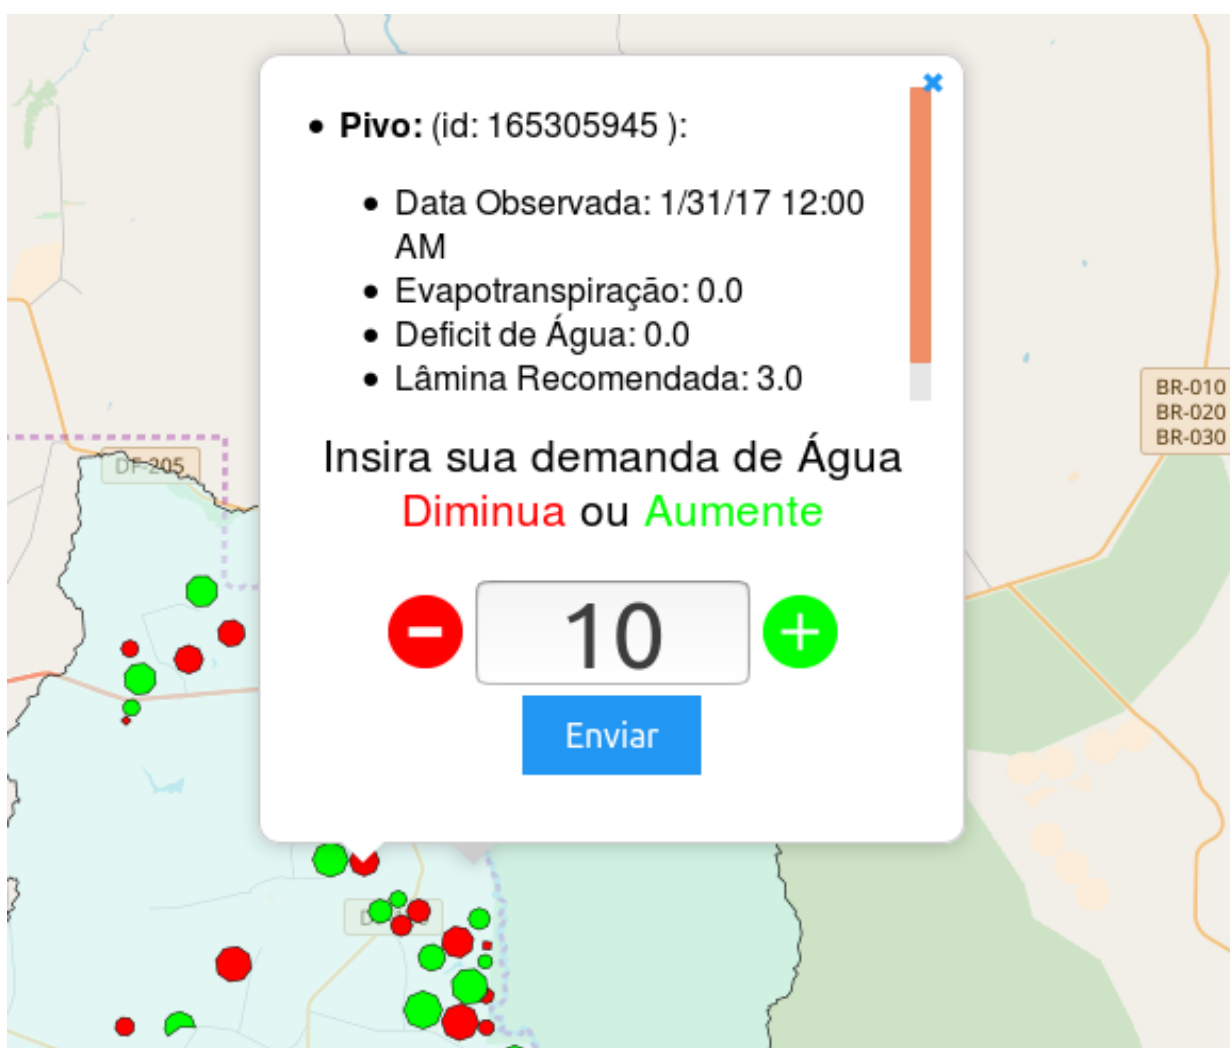 Pivo: (id: 165305945 ):
Data Observada: 1/31/17 12:00
AM
Evapotranspiração: 0.0
Deficit de Água: 0.0
Lâmina Recomendada: 3.0
BR-010
BR-020
BR-030
Insira sua demanda de Água
DF-205
Diminua ou Aumente
10
Enviar